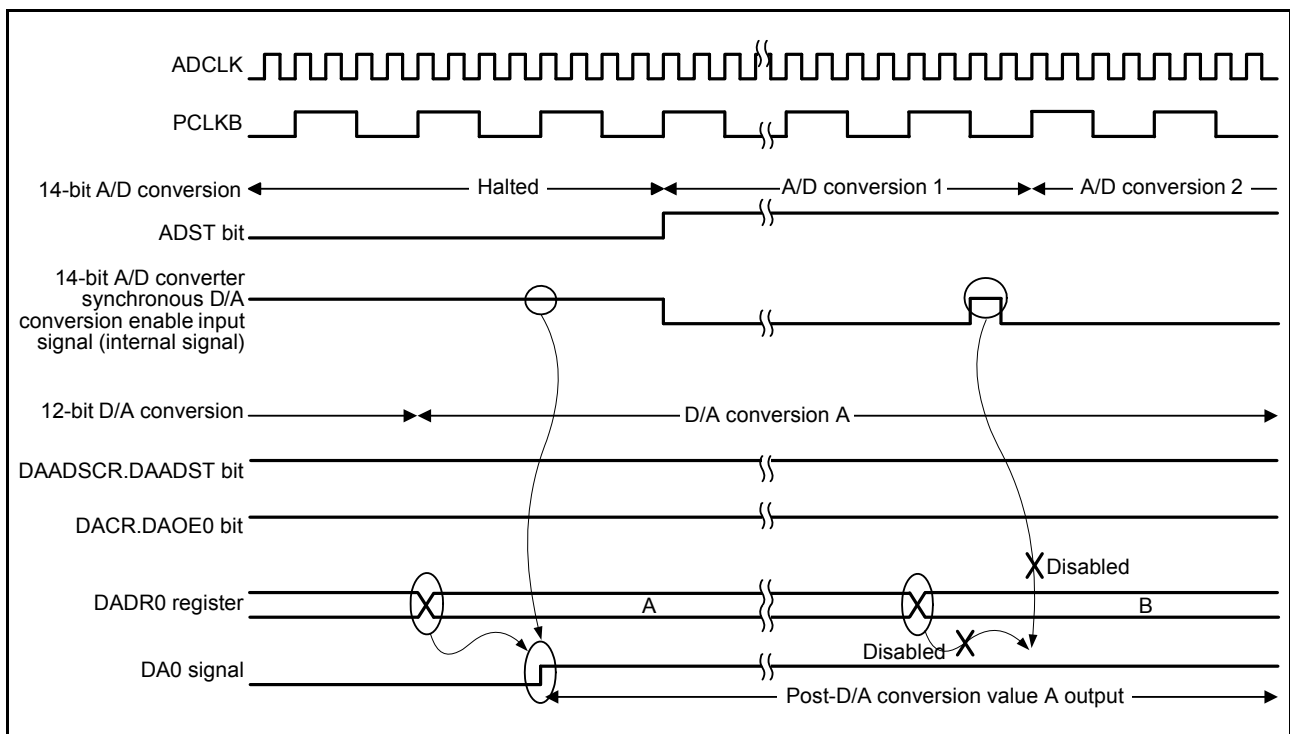 ADCLK
PCLKB
14-bit A/D conversion
Halted
A/D conversion 1
A/D conversion 2
ADST bit
14-bit A/D converter
synchronous D/A
conversion enable input
signal (internal signal)
12-bit D/A conversion
D/A conversion A
DAADSCR.DAADST bit
DACR.DAOE0 bit
Disabled
DADR0 register
A
B
Disabled
DA0 signal
Post-D/A conversion value A output